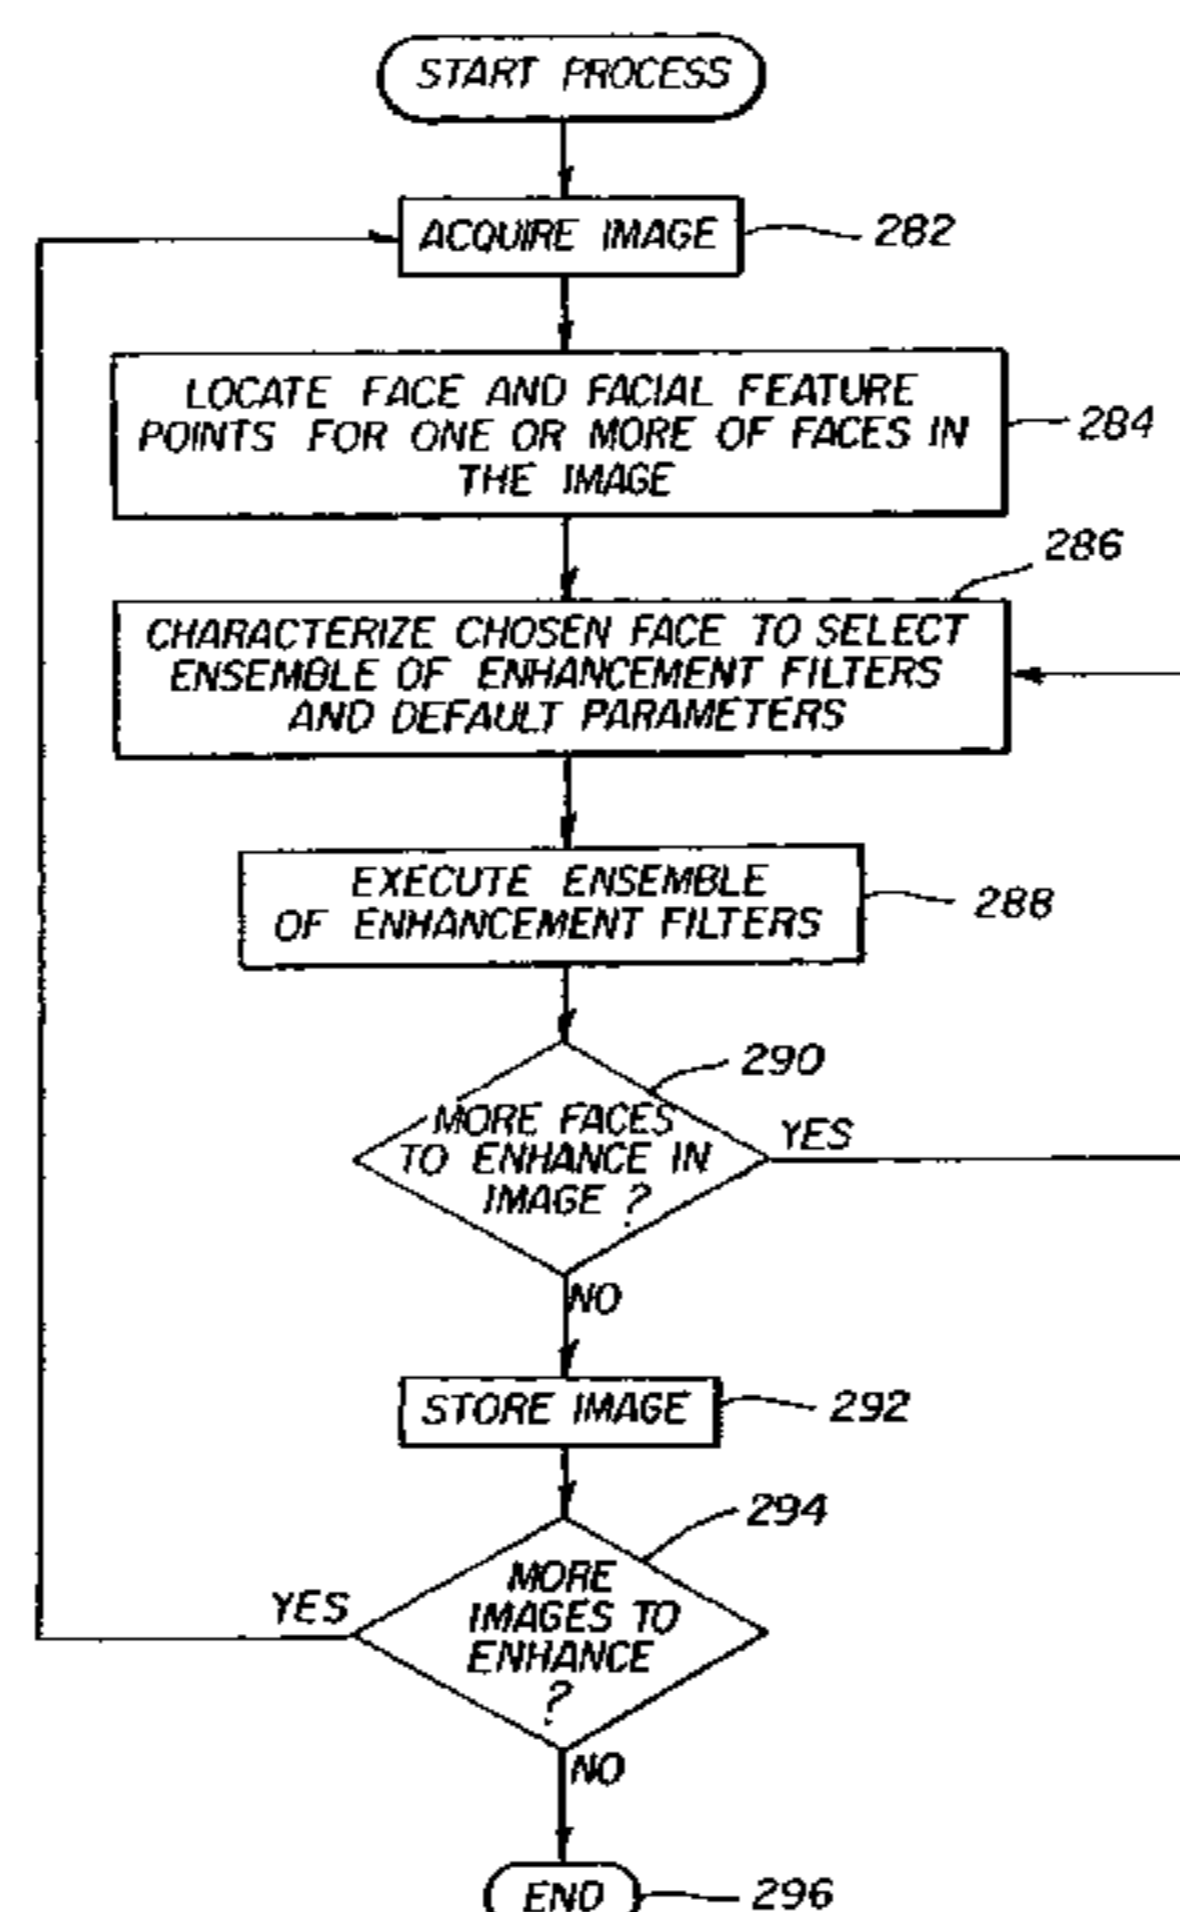 START PROCESS
ACQUIRE IMAGE
282
LOCATE FACE AND FACIAL FEATURE
POINTS FOR ONE OR MORE OF FACES IN
THE IMAGE
284
286
CHARACTERIZE CHOSEN FACE TO SELECT
ENSEMBLE OF ENHANCEMENT FILTERS
AND DEFAULT PARAMETERS
EXECUTE ENSEMBLE
OF ENHANCEMENT FILTERS
288
290
MORE FACES
TO ENHANCE IN
IMAGE ?
YES
NO
STORE IMAGE
292
294
MORE
IMAGES TO
ENHANCE
?
YES
NO
END
296